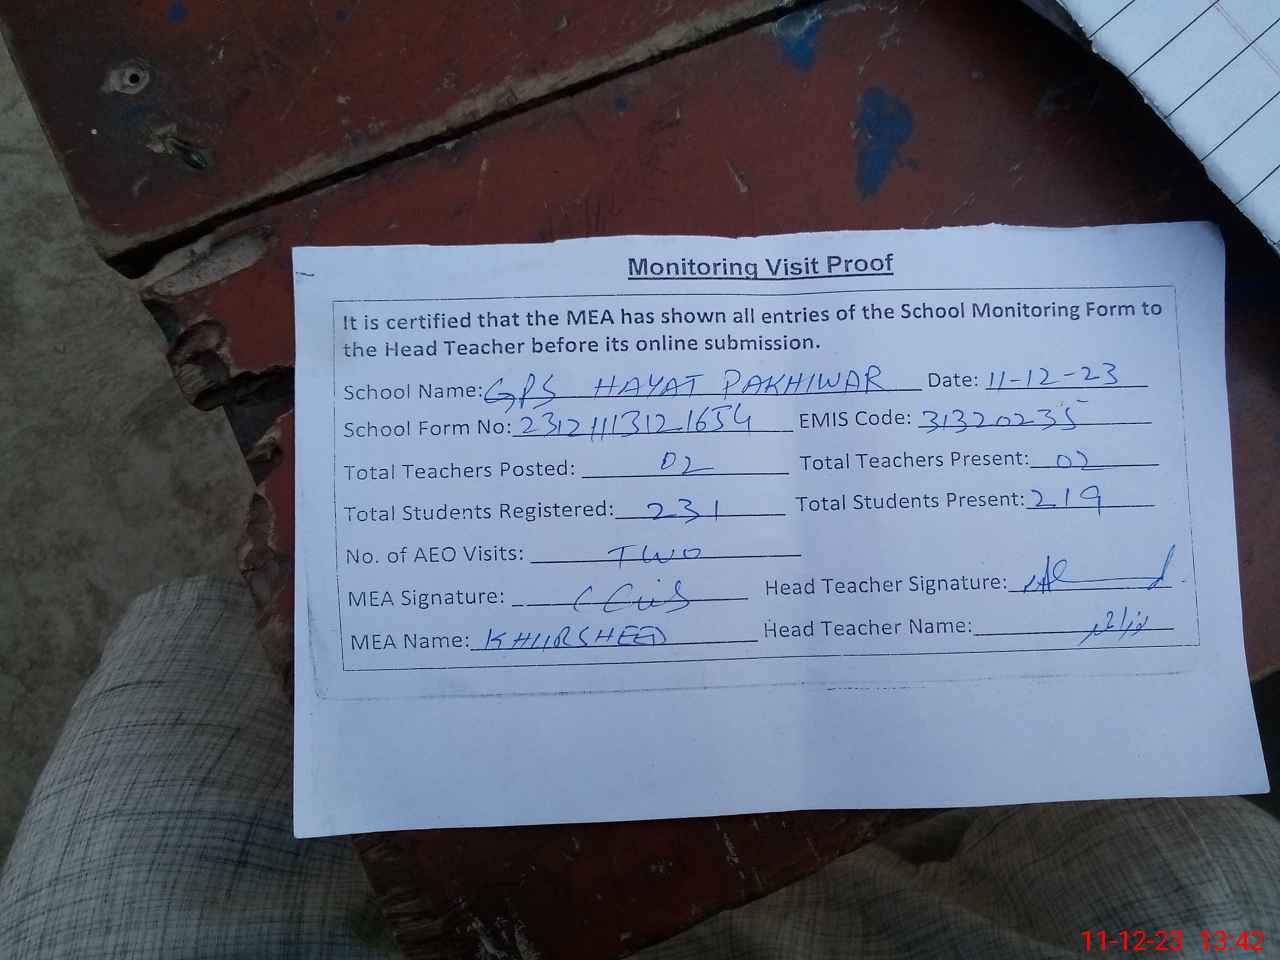 Monitoring Visit Proof
It is certified that the MEA has shown all entries of the School Monitoring Form to
the Head Teacher before its online submission.
School Name: GPS HAYAT PAKHIWAR Date: 11-12-23
School Form No: 23121113121654 EMIS Code: 31320235
Total Teachers Posted: 02 Total Teachers Present: 02
Total Students Registered: 231 Total Students Present: 219
No. of AEO Visits: TWO
MEA Signature: Head Teacher Signature:
MEA Name: KHURSHEED Head Teacher Name:
11-12-23 13:42